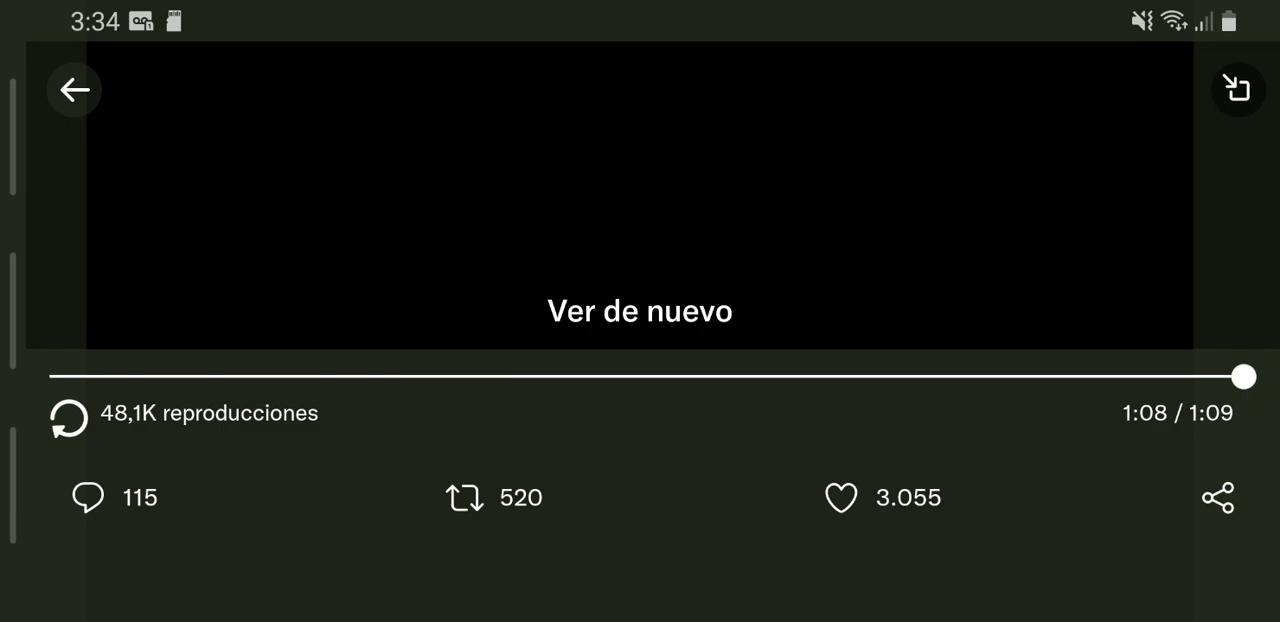 3:34
Ver de nuevo
48,1K reproducciones
1:08 / 1:09
115
520
3.055